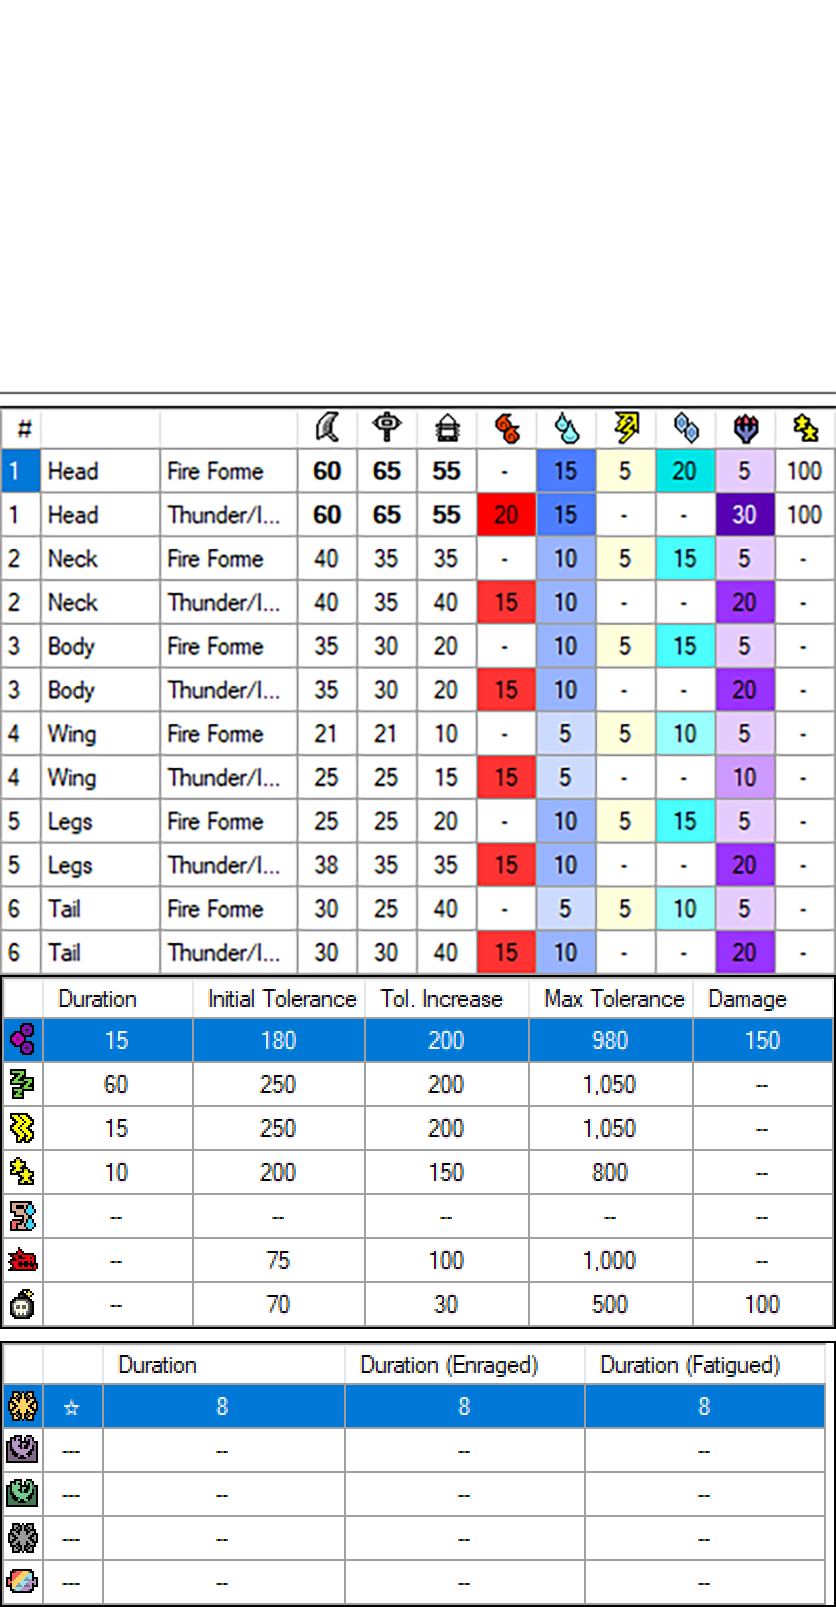 #
1 Head Fire Forme 60 65 55 - 15 5 20 5 100
1 Head Thunder/I... 60 65 55 20 15 - - 30 100
2 Neck Fire Forme 40 35 35 - 10 5 15 5 -
2 Neck Thunder/I... 40 35 40 15 10 - - 20 -
3 Body Fire Forme 35 30 20 - 10 5 15 5 -
3 Body Thunder/I... 35 30 20 15 10 - - 20 -
4 Wing Fire Forme 21 21 10 - 5 5 10 5 -
4 Wing Thunder/I... 25 25 15 15 5 - - 10 -
5 Legs Fire Forme 25 25 20 - 10 5 15 5 -
5 Legs Thunder/I... 38 35 35 15 10 - - 20 -
6 Tail Fire Forme 30 25 40 - 5 5 10 5 -
6 Tail Thunder/I... 30 30 40 15 10 - - 20 -
Duration Initial Tolerance Tol. Increase Max Tolerance Damage
15 180 200 980 150
60 250 200 1,050 --
15 250 200 1,050 --
10 200 150 800 --
-- -- -- -- --
-- 75 100 1,000 --
-- 70 30 500 100
Duration Duration (Enraged) Duration (Fatigued)
☆ 8 8 8
--- -- -- --
--- -- -- --
--- -- -- --
--- -- -- --